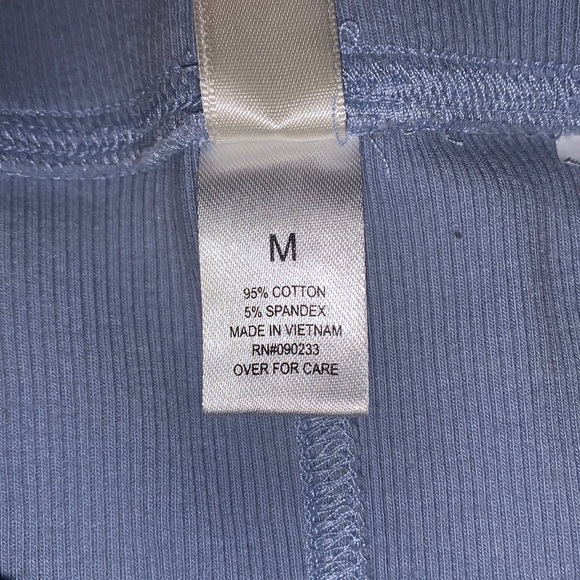 M
95% COTTON
5% SPANDEX
MADE IN VIETNAM
RN#090233
OVER FOR CARE